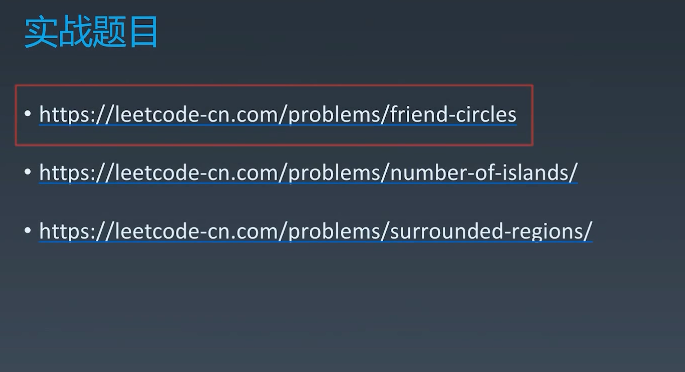 实战题目
• https://leetcode-cn.com/problems/friend-circles
• https://leetcode-cn.com/problems/number-of-islands/
• https://leetcode-cn.com/problems/surrounded-regions/